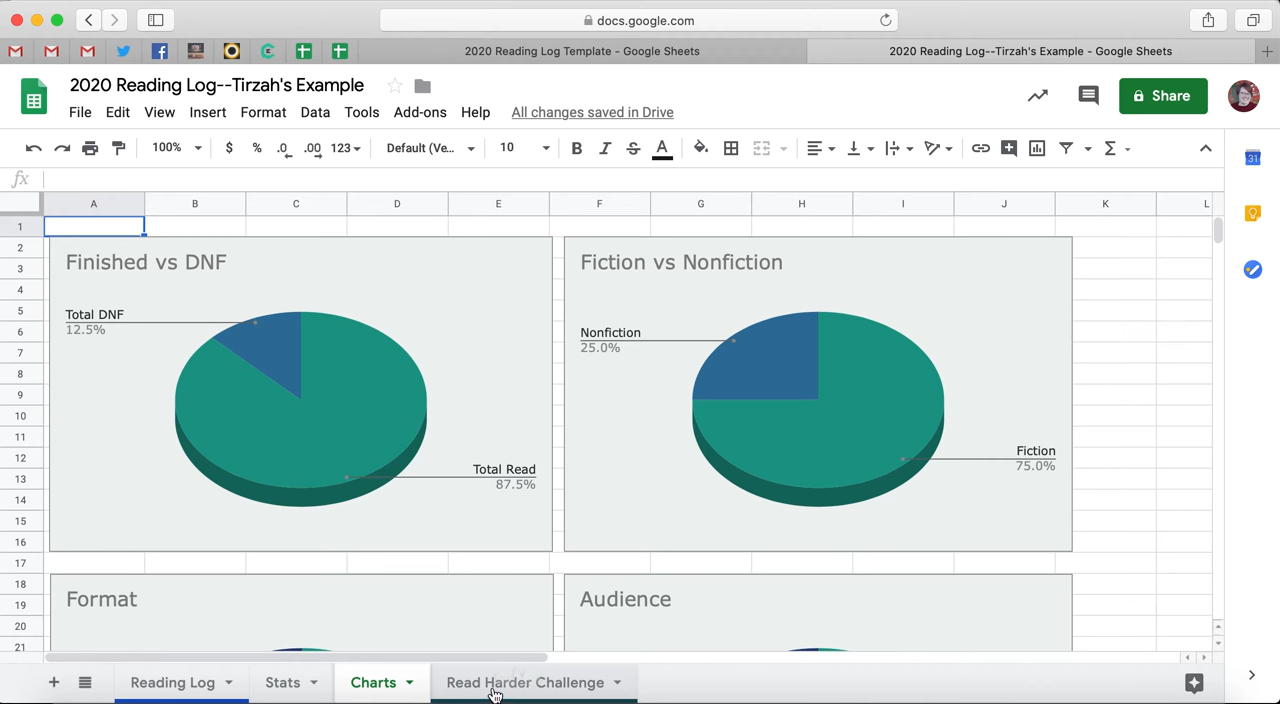 docs.google.com
2020 Reading Log Template - Google Sheets
2020 Reading Log--Tirzah's Example - Google Sheets
2020 Reading Log--Tirzah's Example
File Edit View Insert Format Data Tools Add-ons Help All changes saved in Drive
Share
100% $ % .0 .00 123 Default (Ve... 10 B I S A Σ
31
fx
A B C D E F G H I J K L
1
2
3
4
5
6
7
8
9
10
11
12
13
14
15
16
17
18
19
20
21
Finished vs DNF
Total DNF
12.5%
Total Read
87.5%
Fiction vs Nonfiction
Nonfiction
25.0%
Fiction
75.0%
Format
Audience
Reading Log Stats Charts Read Harder Challenge